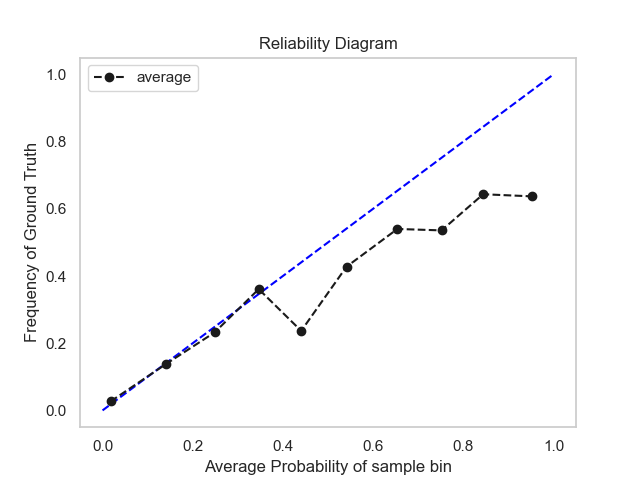 Reliability Diagram
average
1.0
0.8
0.6
0.4
0.2
0.0
Frequency of Ground Truth
0.0 0.2 0.4 0.6 0.8 1.0
Average Probability of sample bin